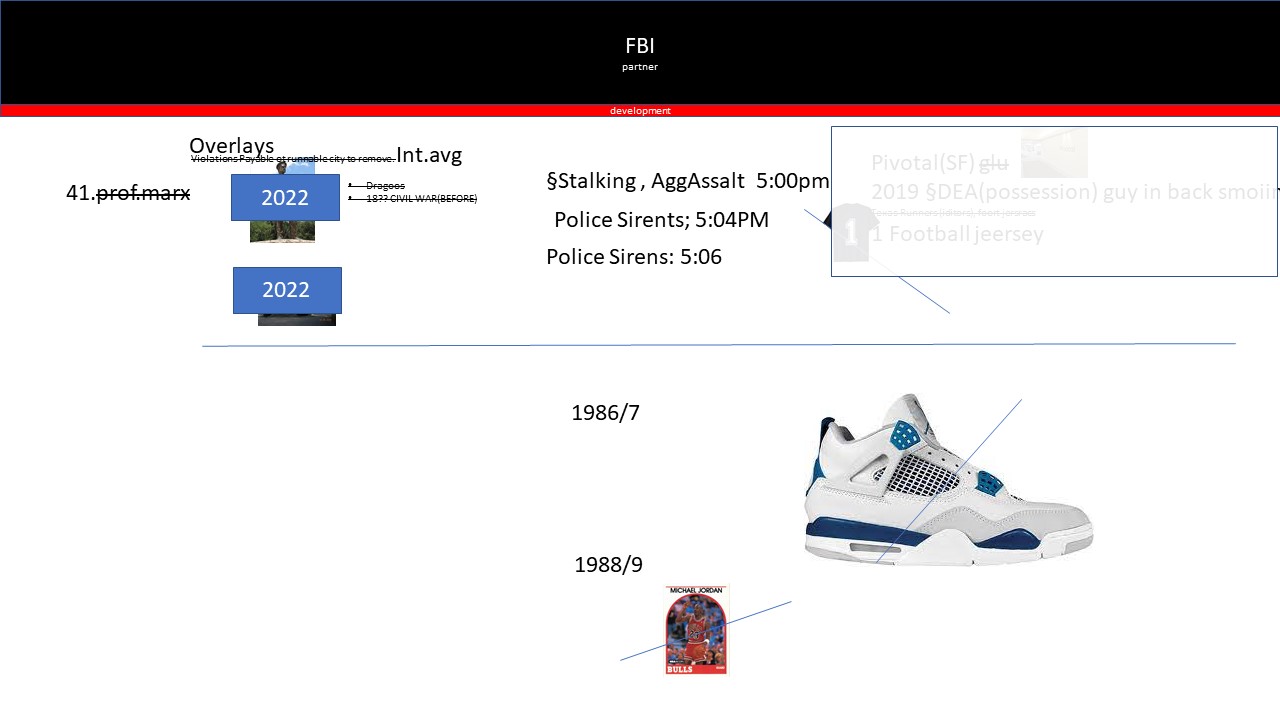 FBI
partner
development
Overlays
Violations Payable at runnable city to remove. Int.avg
41.prof.marx
2022
Dragoos
18?? CIVIL WAR(BEFORE)
2022
§Stalking , AggAssalt 5:00pm
Police Sirents; 5:04PM
Police Sirens: 5:06
Pivotal(SF) glu
2019 §DEA(possession) guy in back smoiin
Texas Runners
1 Football jeersey
1
1986/7
1988/9
MICHAEL JORDAN
BULLS